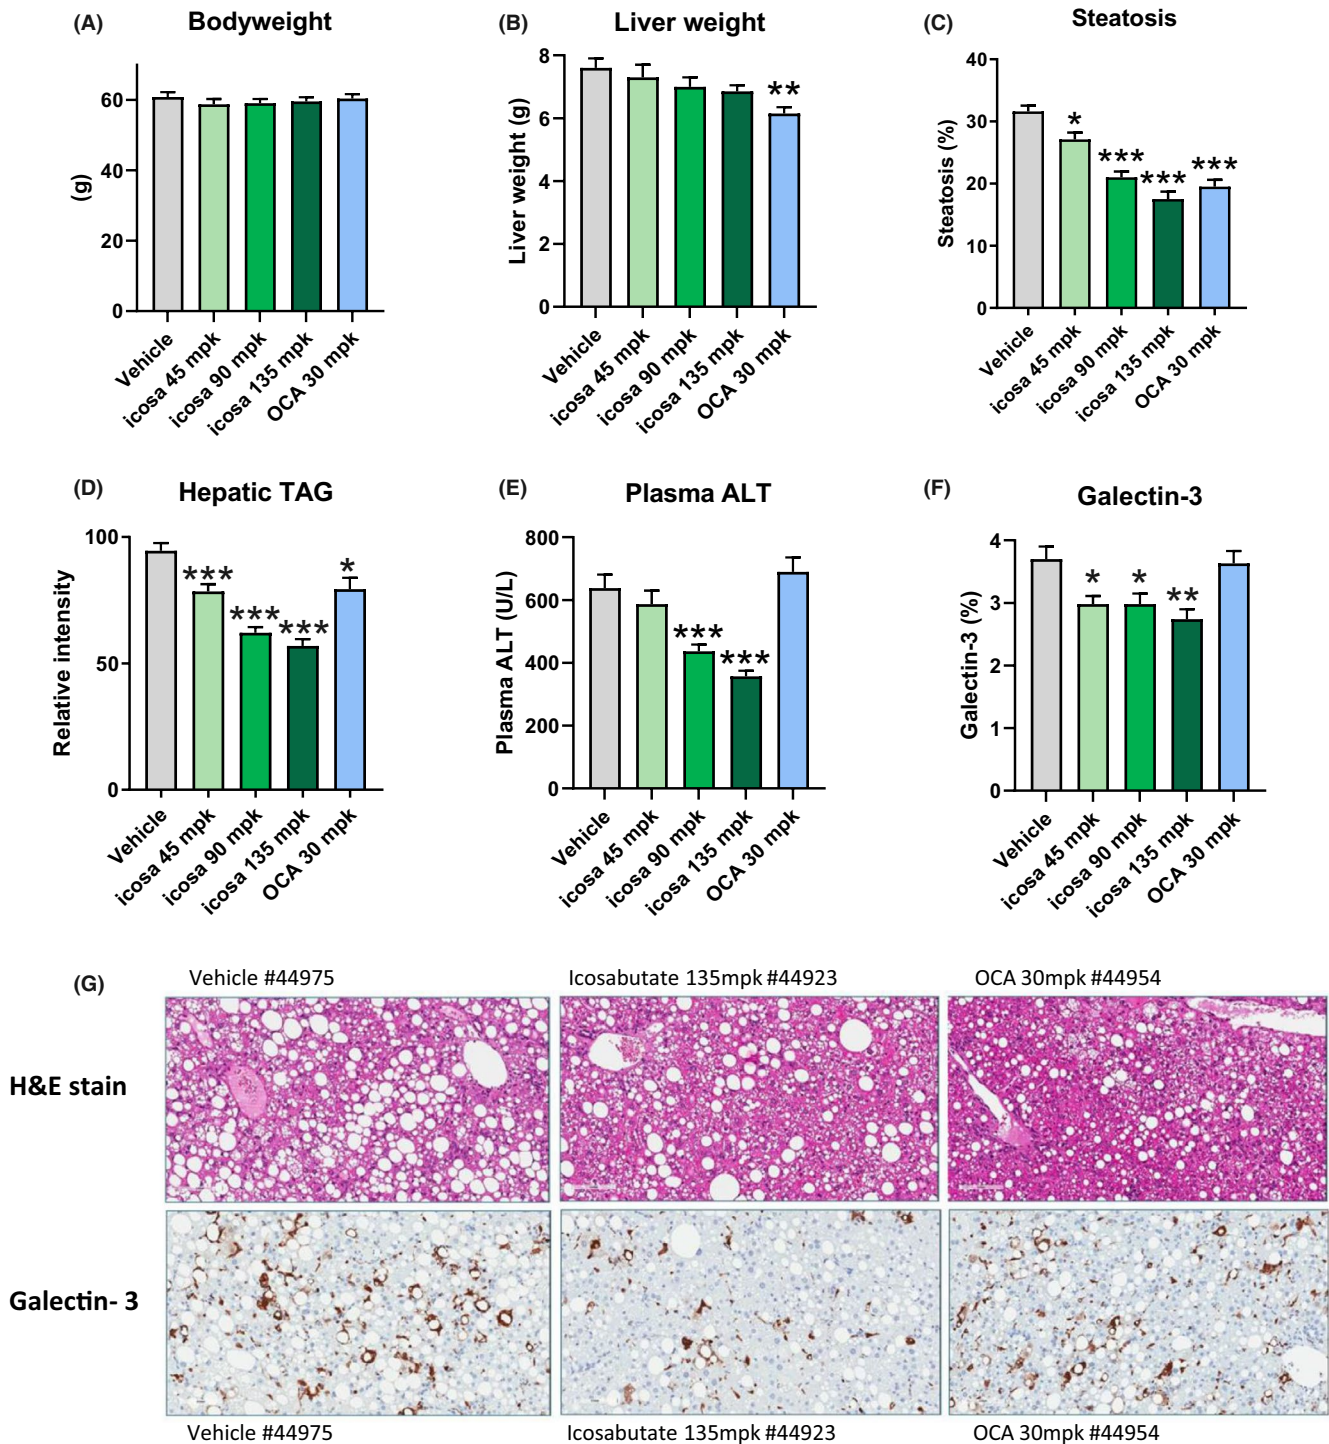 (A) Bodyweight
(g)
60
40
20
0
Vehicle
icosa 45 mpk
icosa 90 mpk
icosa 135 mpk
OCA 30 mpk
(B) Liver weight
Liver weight (g)
8
6
4
2
0
**
Vehicle
icosa 45 mpk
icosa 90 mpk
icosa 135 mpk
OCA 30 mpk
(C) Steatosis
Steatosis (%)
40
30
20
10
0
*
***
***
***
Vehicle
icosa 45 mpk
icosa 90 mpk
icosa 135 mpk
OCA 30 mpk
(D) Hepatic TAG
Relative intensity
100
50
0
***
***
***
*
Vehicle
icosa 45 mpk
icosa 90 mpk
icosa 135 mpk
OCA 30 mpk
(E) Plasma ALT
Plasma ALT (U/L)
800
600
400
200
0
***
***
Vehicle
icosa 45 mpk
icosa 90 mpk
icosa 135 mpk
OCA 30 mpk
(F) Galectin-3
Galectin-3 (%)
4
3
2
1
0
*
*
**
Vehicle
icosa 45 mpk
icosa 90 mpk
icosa 135 mpk
OCA 30 mpk
(G)
Vehicle #44975
Icosabutate 135mpk #44923
OCA 30mpk #44954
H&E stain
Galectin- 3
Vehicle #44975
Icosabutate 135mpk #44923
OCA 30mpk #44954